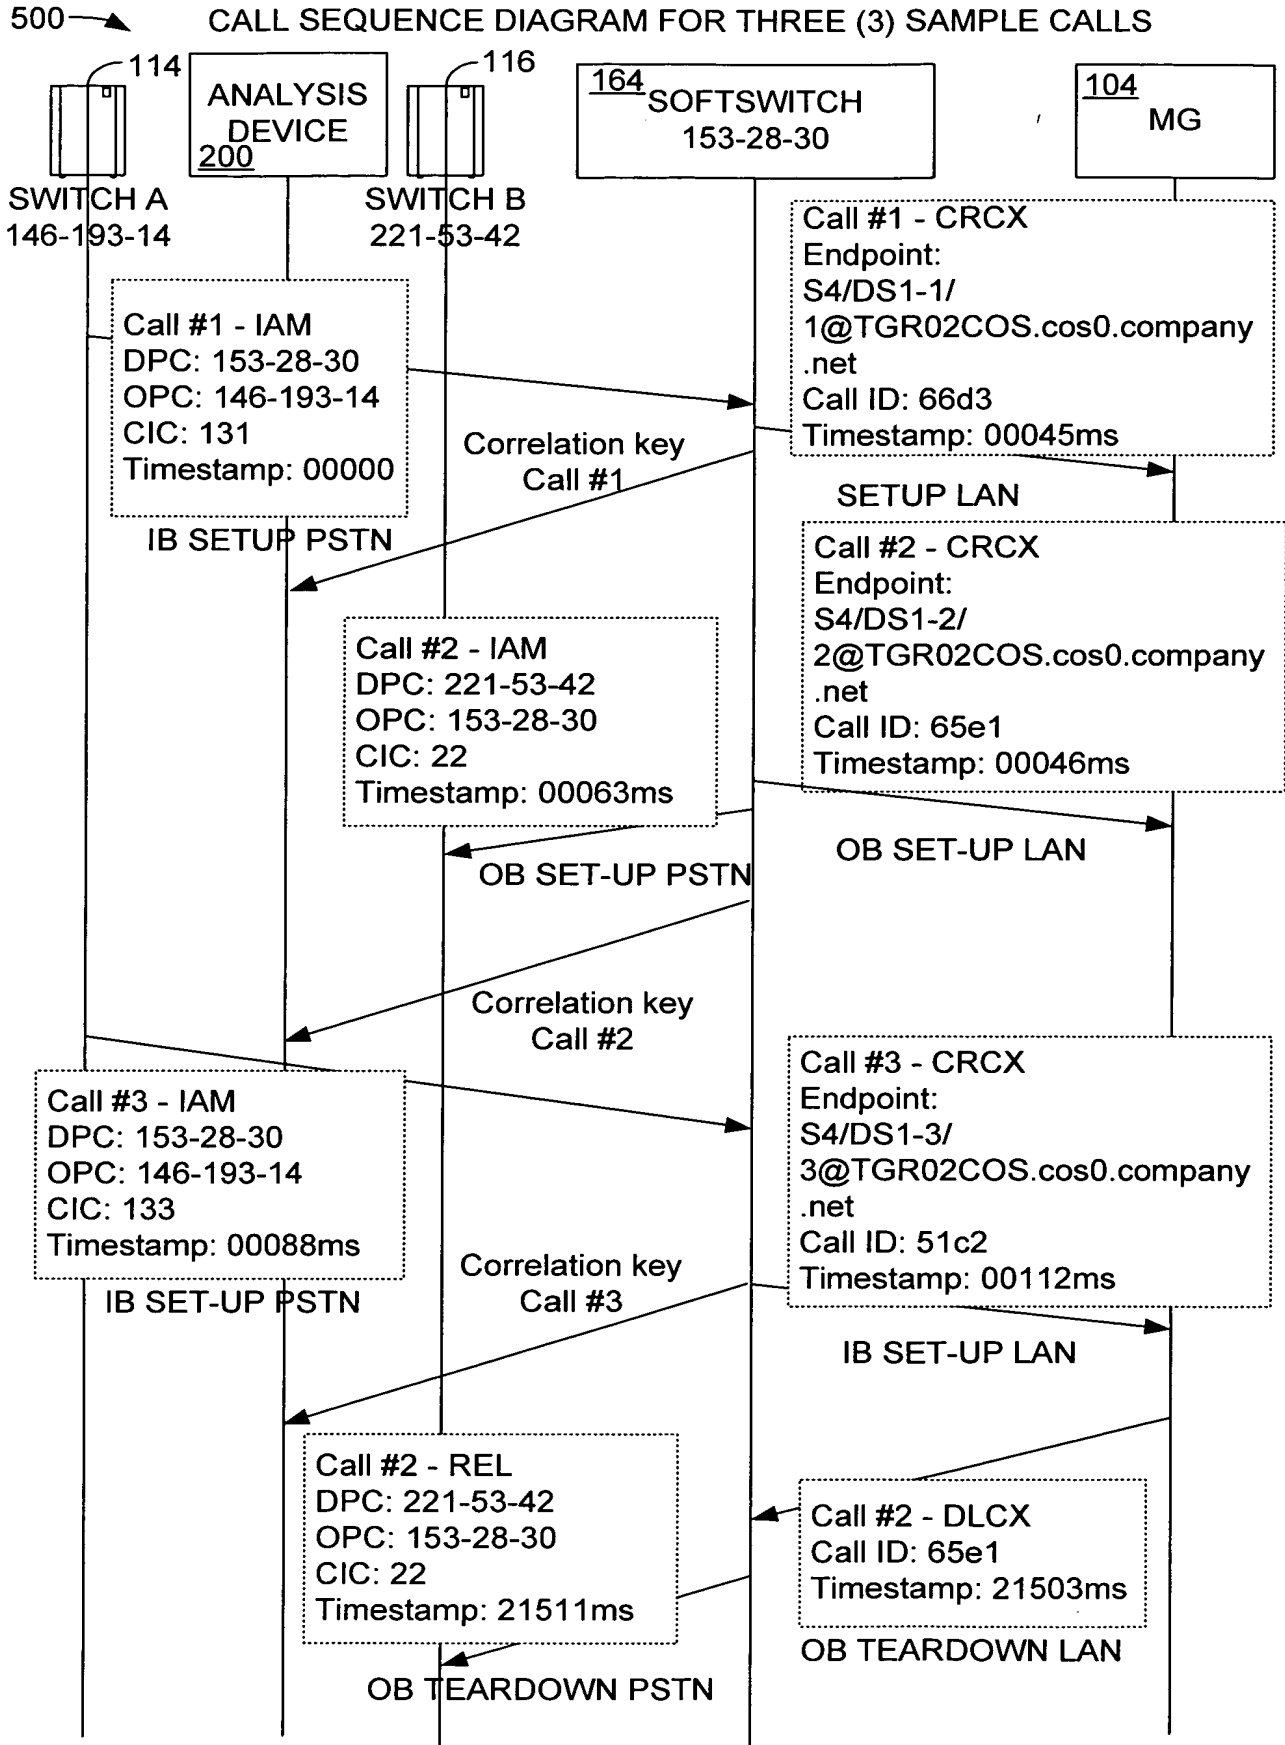 500
CALL SEQUENCE DIAGRAM FOR THREE (3) SAMPLE CALLS
114
ANALYSIS
DEVICE
200
116
164
SOFTSWITCH
153-28-30
104
MG
SWITCH A
146-193-14
SWITCH B
221-53-42
Call #1 - CRCX
Endpoint:
S4/DS1-1/
1@TGR02COS.cos0.company
.net
Call ID: 66d3
Timestamp: 00045ms
Call #1 - IAM
DPC: 153-28-30
OPC: 146-193-14
CIC: 131
Timestamp: 00000
Correlation key
Call #1
SETUP LAN
IB SETUP PSTN
Call #2 - CRCX
Endpoint:
S4/DS1-2/
2@TGR02COS.cos0.company
.net
Call ID: 65e1
Timestamp: 00046ms
Call #2 - IAM
DPC: 221-53-42
OPC: 153-28-30
CIC: 22
Timestamp: 00063ms
OB SET-UP LAN
OB SET-UP PSTN
Correlation key
Call #2
Call #3 - CRCX
Endpoint:
S4/DS1-3/
3@TGR02COS.cos0.company
.net
Call ID: 51c2
Timestamp: 00112ms
Call #3 - IAM
DPC: 153-28-30
OPC: 146-193-14
CIC: 133
Timestamp: 00088ms
Correlation key
Call #3
IB SET-UP PSTN
IB SET-UP LAN
Call #2 - REL
DPC: 221-53-42
OPC: 153-28-30
CIC: 22
Timestamp: 21511ms
Call #2 - DLCX
Call ID: 65e1
Timestamp: 21503ms
OB TEARDOWN LAN
OB TEARDOWN PSTN